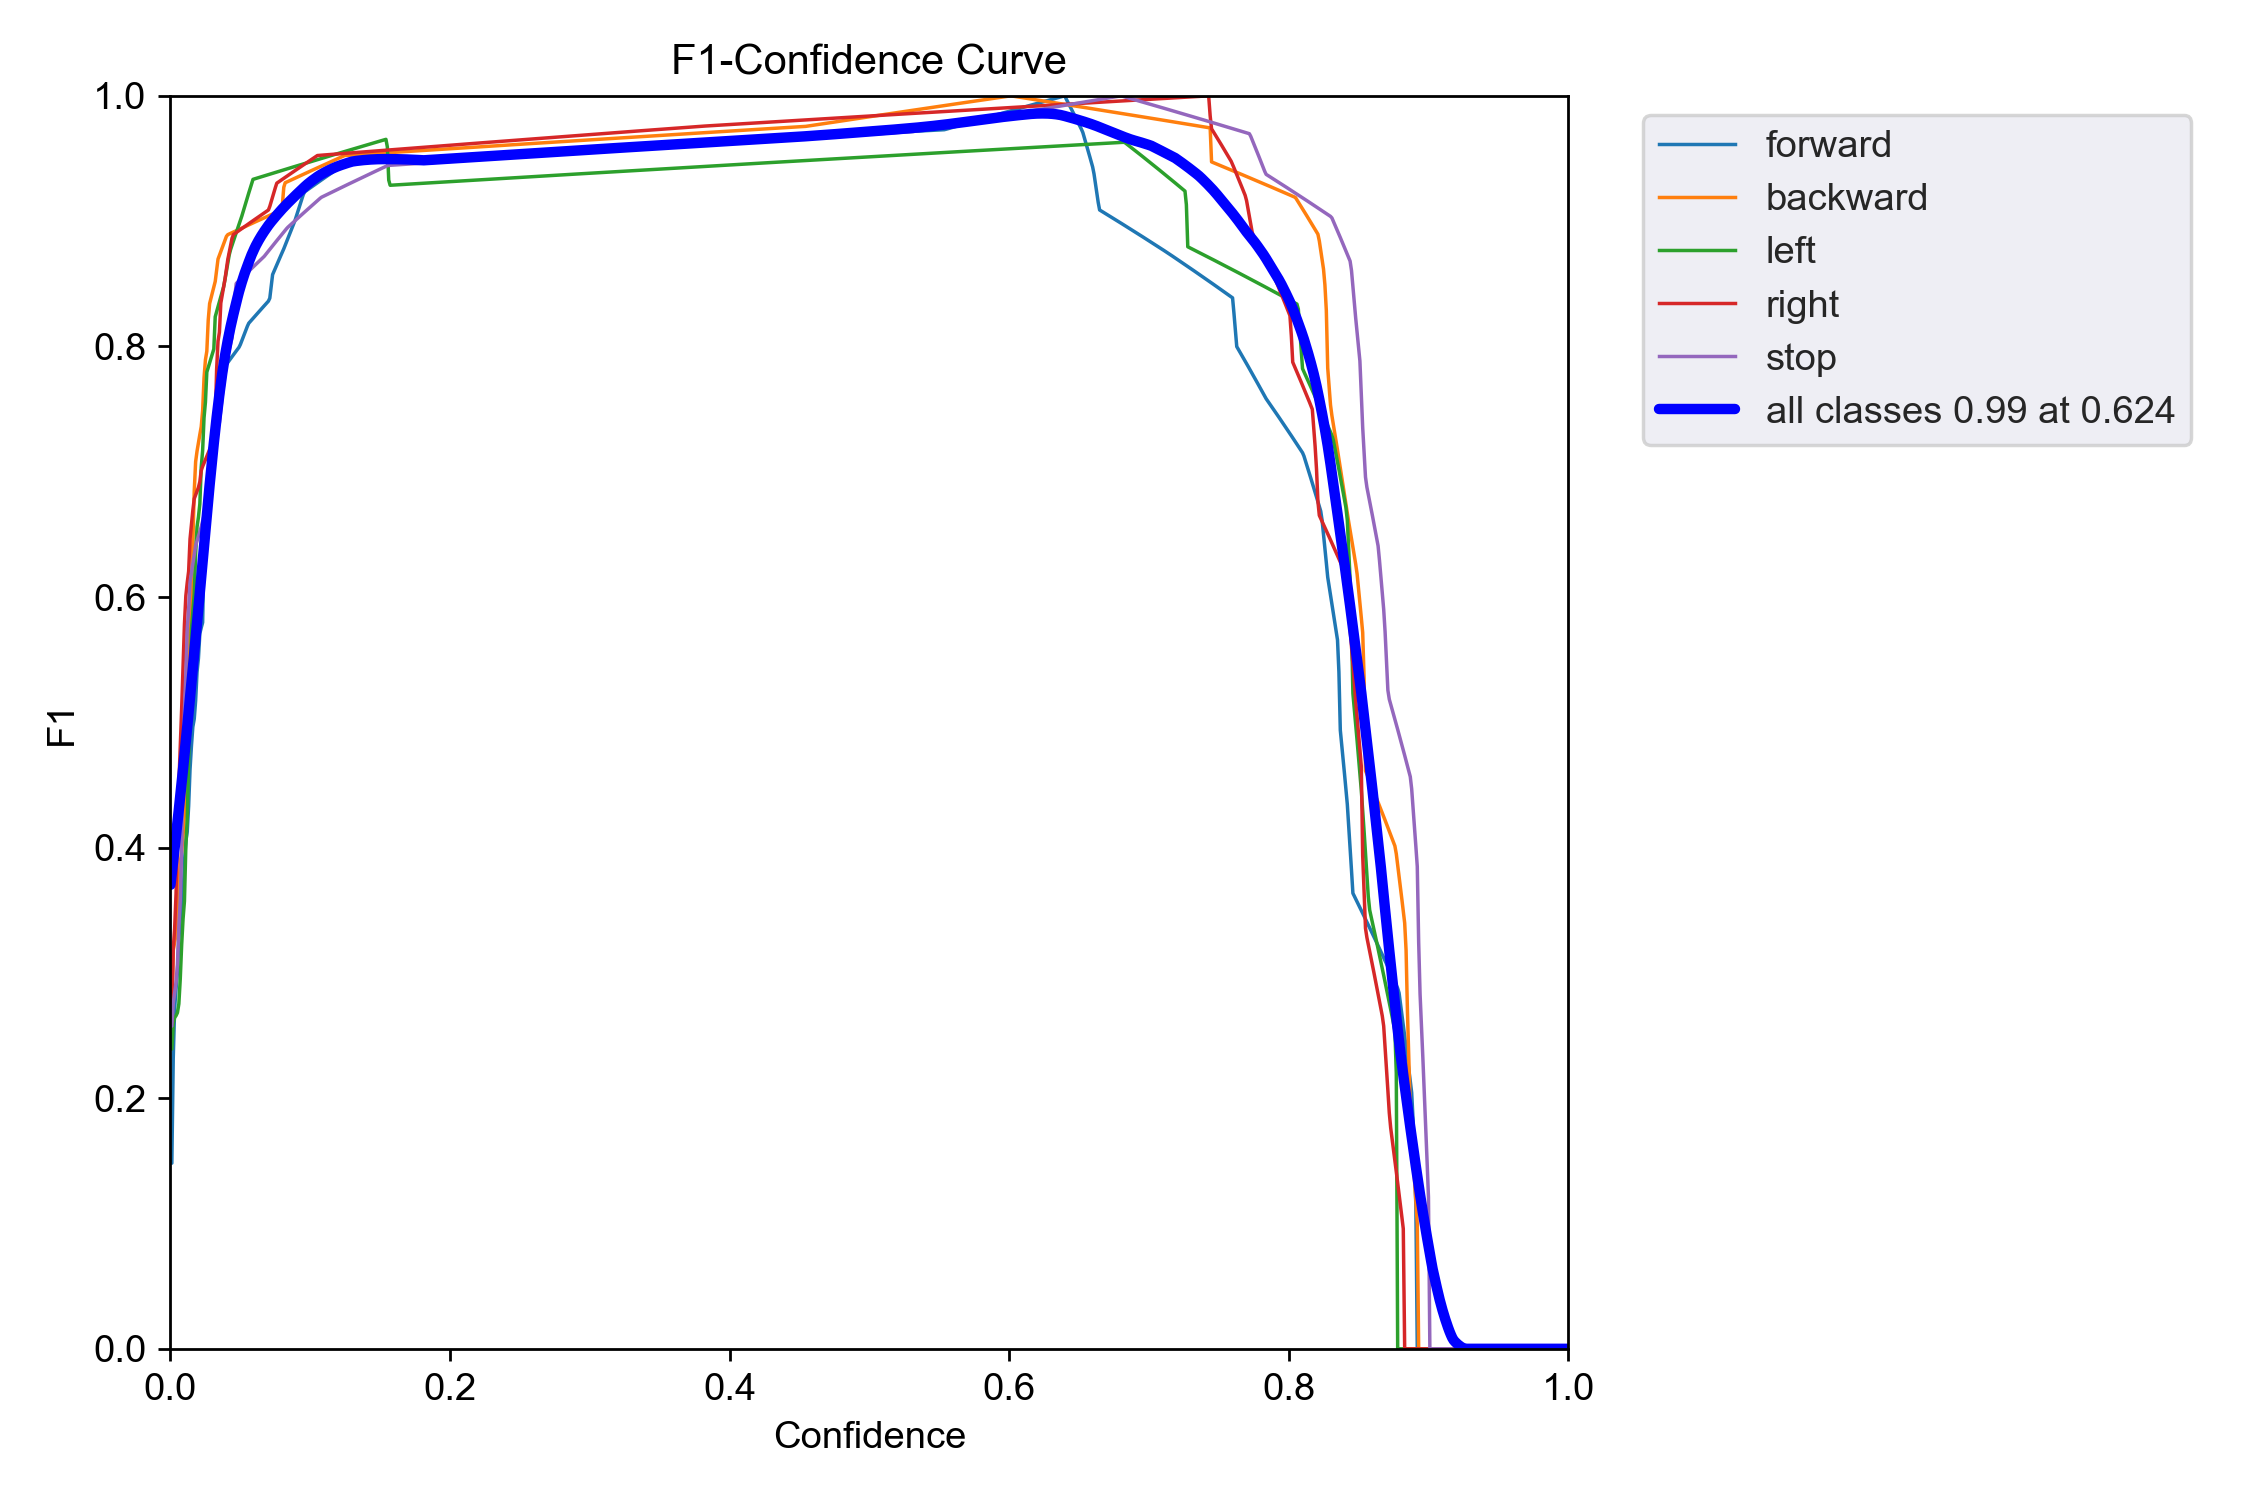 F1-Confidence Curve
1.0
0.8
0.6
0.4
0.2
0.0
F1
0.0 0.2 0.4 0.6 0.8 1.0
Confidence
forward
backward
left
right
stop
all classes 0.99 at 0.624